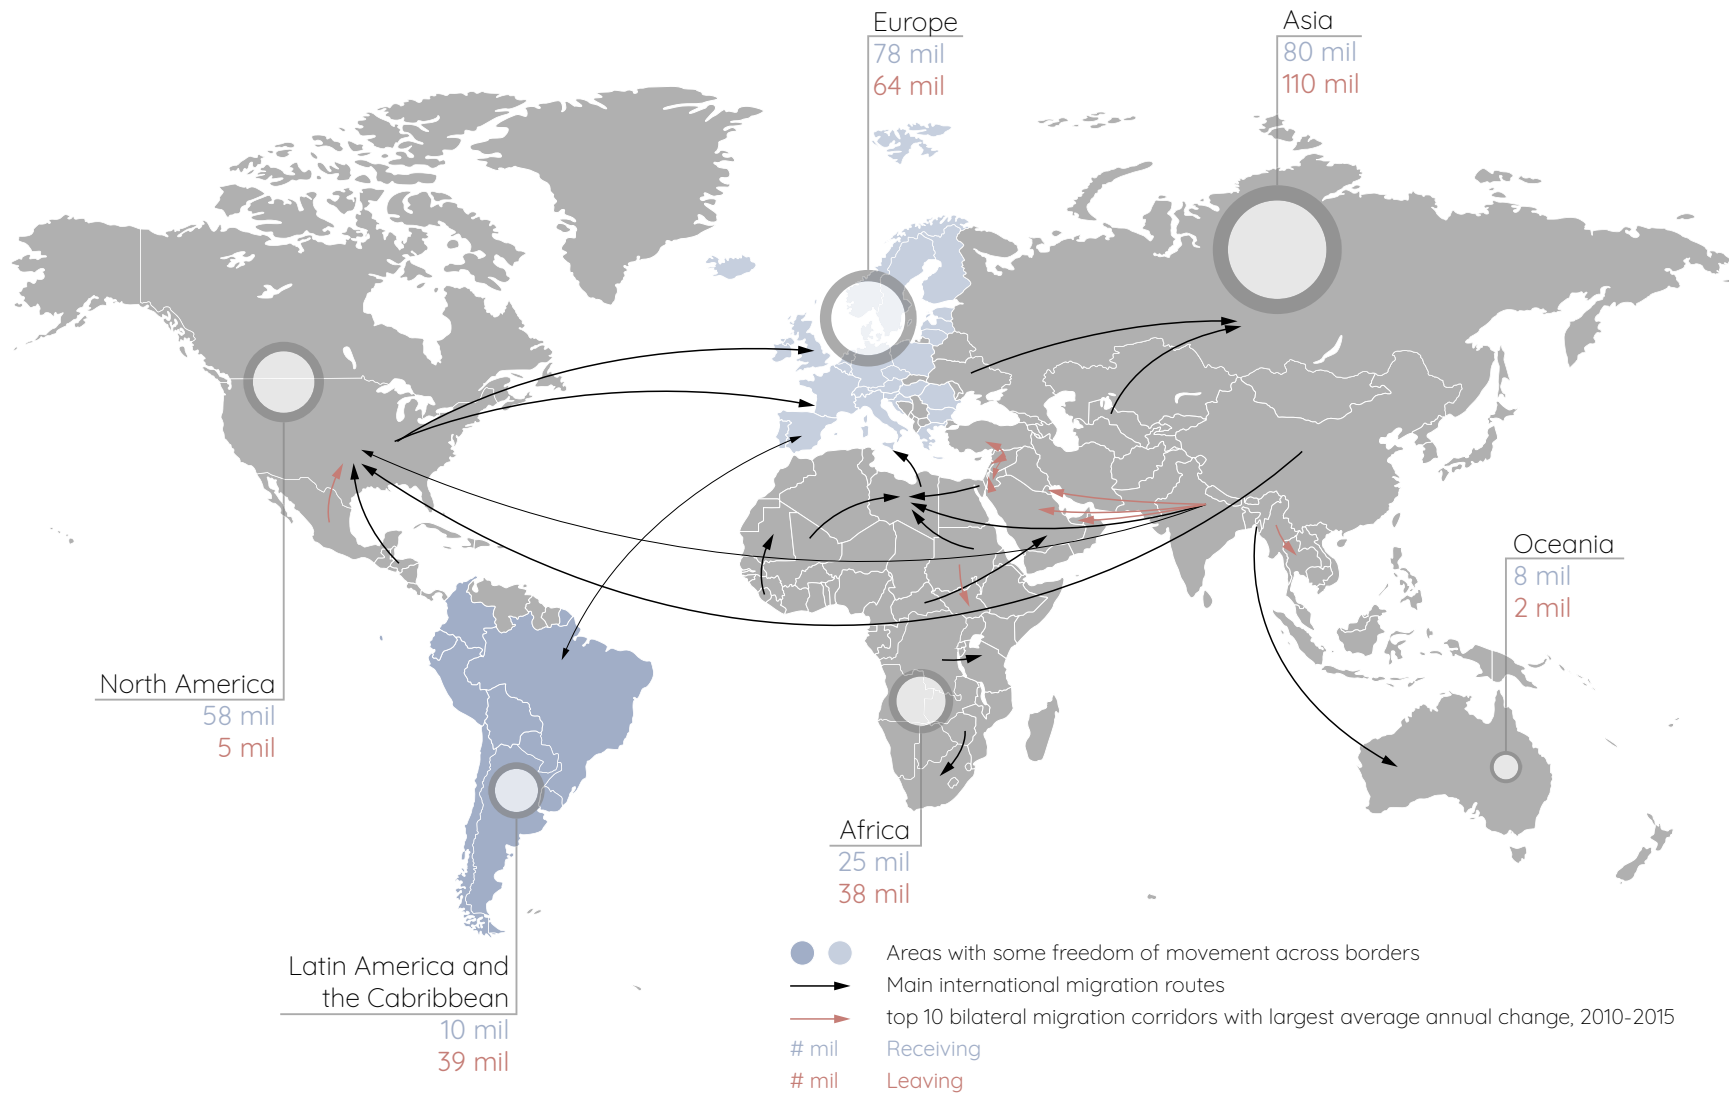 Europe
78 mil
64 mil
Asia
80 mil
110 mil
Oceania
8 mil
2 mil
North America
58 mil
5 mil
Africa
25 mil
38 mil
Latin America and
the Cabribbean
10 mil
39 mil
Areas with some freedom of movement across borders
Main international migration routes
top 10 bilateral migration corridors with largest average annual change, 2010-2015
# mil Receiving
# mil Leaving